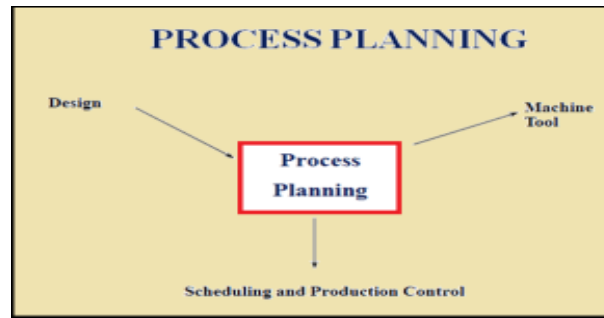 PROCESS PLANNING
Design
Machine
Tool
Process
Planning
Scheduling and Production Control